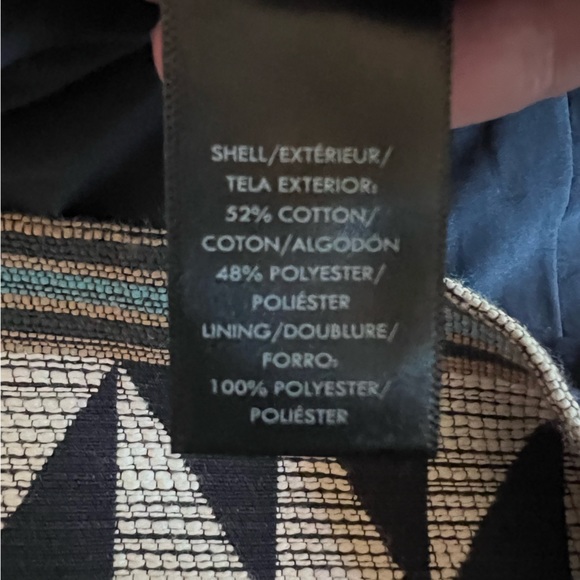 SHELL/EXTÉRIEUR/
TELA EXTERIOR:
52% COTTON/
COTON/ALGODÓN
48% POLYESTER/
POLIÉSTER
LINING/DOUBLURE/
FORRO:
100% POLYESTER/
POLIÉSTER